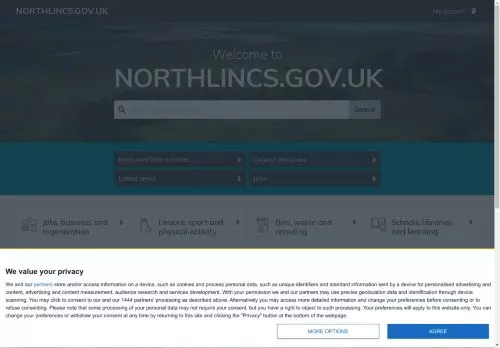 NORTHLINCS.GOV.UK
My account
Welcome to
NORTHLINCS.GOV.UK
Search
Council decisions
Latest news
Jobs
Jobs, business and regeneration
Leisure, sport and physical activity
Bins, waste and recycling
Schools, libraries and learning
We value your privacy
We and our partners store and/or access information on a device, such as cookies and process personal data, such as unique identifiers and standard information sent by a device for personalised advertising and
content, advertising and content measurement, audience research and services development. With your permission we and our partners may use precise geolocation data and identification through device
scanning. You may click to consent to our and our 1444 partners' processing as described above. Alternatively you may access more detailed information and change your preferences before consenting or to
refuse consenting. Please note that some processing of your personal data may not require your consent, but you have a right to object to such processing. Your preferences will apply to this website only. You can
change your preferences or withdraw your consent at any time by returning to this site and clicking the "Privacy" button at the bottom of the webpage.
MORE OPTIONS
AGREE